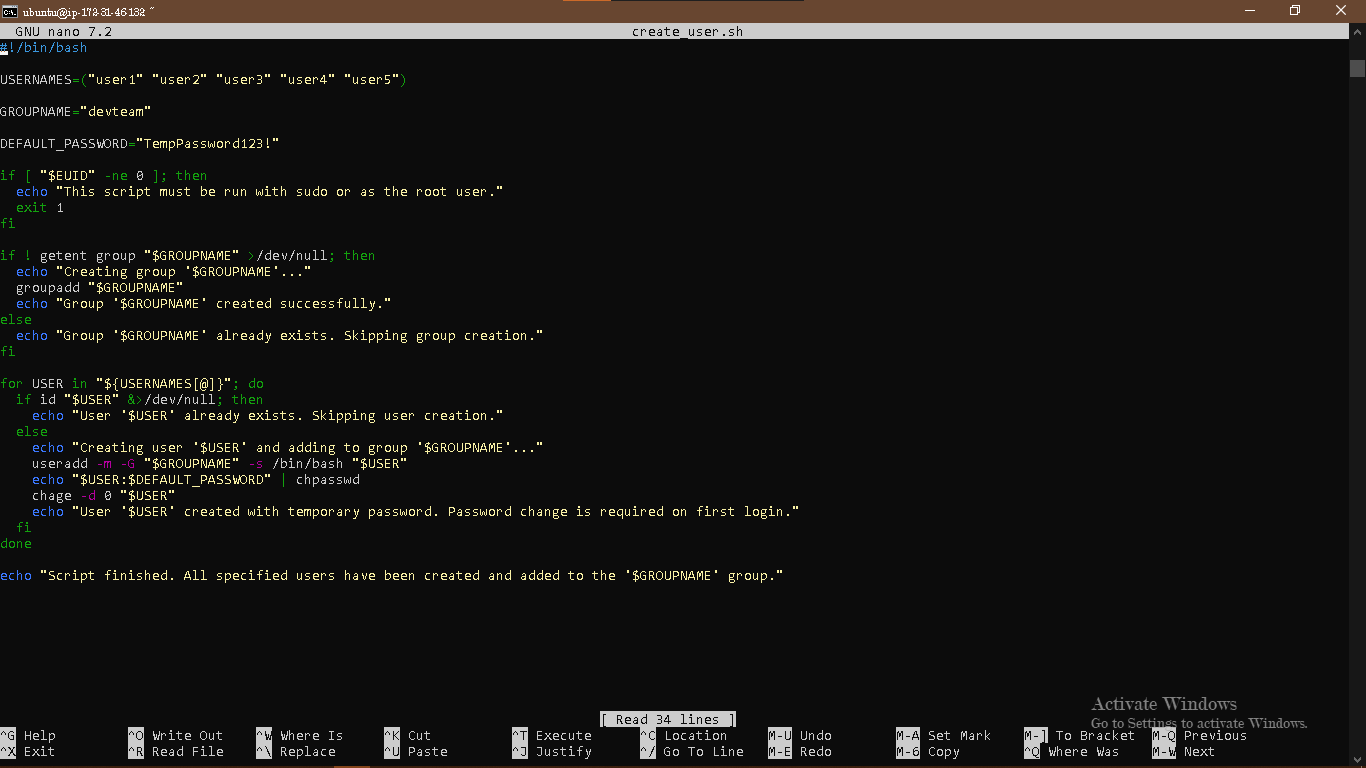 ubuntu@ip-172-31-46-132: ~
GNU nano 7.2 create_user.sh
#!/bin/bash
USERNAMES=("user1" "user2" "user3" "user4" "user5")
GROUPNAME="devteam"
DEFAULT_PASSWORD="TempPassword123!"
if [ "$EUID" -ne 0 ]; then
  echo "This script must be run with sudo or as the root user."
  exit 1
fi
if ! getent group "$GROUPNAME" >/dev/null; then
  echo "Creating group '$GROUPNAME'..."
  groupadd "$GROUPNAME"
  echo "Group '$GROUPNAME' created successfully."
else
  echo "Group '$GROUPNAME' already exists. Skipping group creation."
fi
for USER in "${USERNAMES[@]}"; do
  if id "$USER" &>/dev/null; then
    echo "User '$USER' already exists. Skipping user creation."
  else
    echo "Creating user '$USER' and adding to group '$GROUPNAME'..."
    useradd -m -G "$GROUPNAME" -s /bin/bash "$USER"
    echo "$USER:$DEFAULT_PASSWORD" | chpasswd
    chage -d 0 "$USER"
    echo "User '$USER' created with temporary password. Password change is required on first login."
  fi
done
echo "Script finished. All specified users have been created and added to the '$GROUPNAME' group."
Activate Windows
Go to Settings to activate Windows.
[ Read 34 lines ]
^G Help ^O Write Out ^W Where Is ^K Cut ^T Execute ^C Location M-U Undo M-A Set Mark M-] To Bracket M-Q Previous
^X Exit ^R Read File ^\ Replace ^U Paste ^J Justify ^/ Go To Line M-E Redo M-6 Copy ^Q Where Was M-W Next